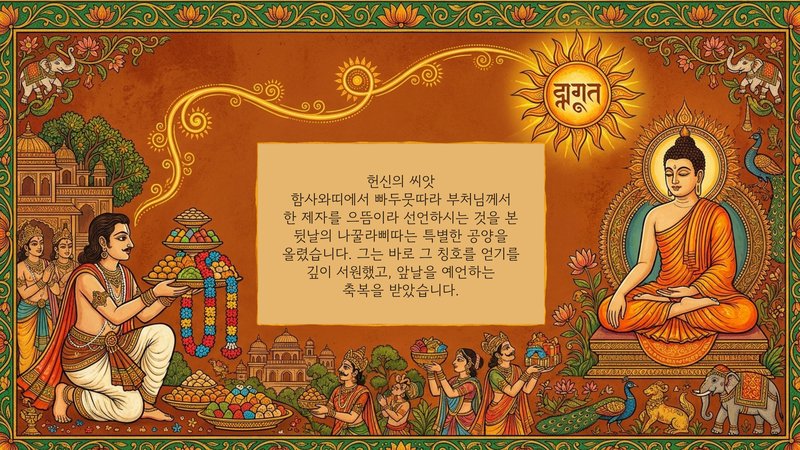 헌신의 씨앗
함사와띠에서 빠두뭇따라 부처님께서
한 제자를 으뜸이라 선언하시는 것을 본
뒷날의 나꿀라삐따는 특별한 공양을
올렸습니다. 그는 바로 그 칭호를 얻기를
깊이 서원했고, 앞날을 예언하는
축복을 받았습니다.